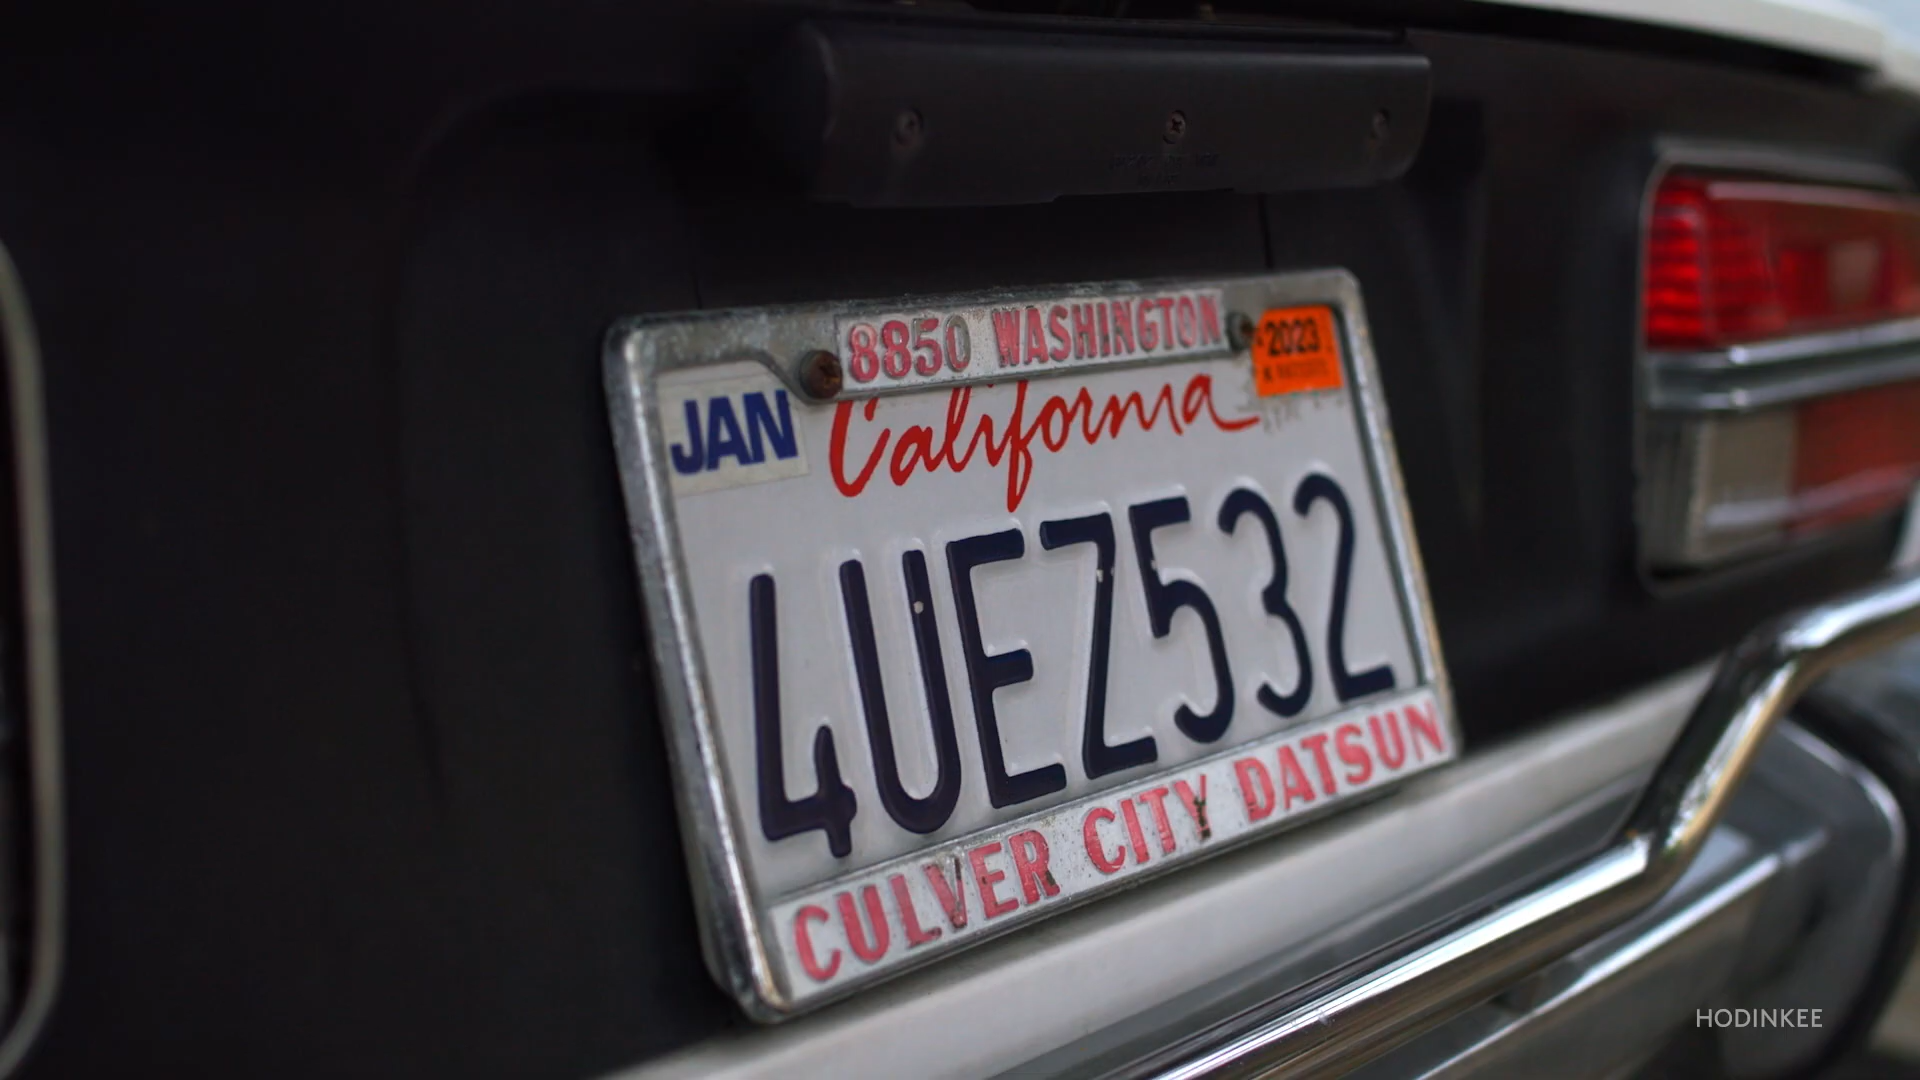 8850 WASHINGTON
2023
JAN
California
4UEZ532
CULVER CITY DATSUN
HODINKEE